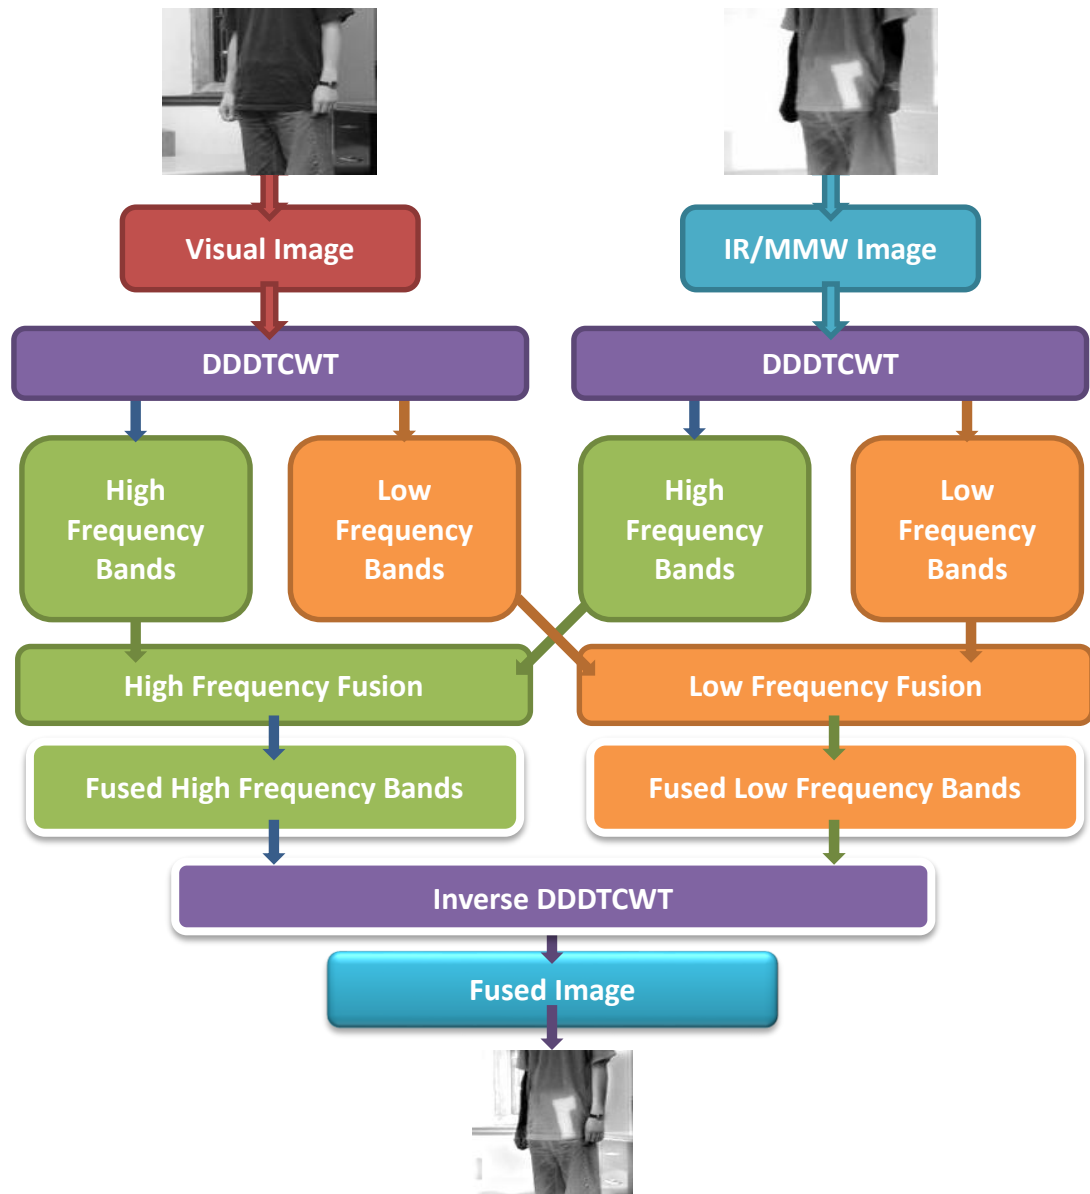 Visual Image
IR/MMW Image
DDDTCWT
DDDTCWT
High
Frequency
Bands
Low
Frequency
Bands
High
Frequency
Bands
Low
Frequency
Bands
High Frequency Fusion
Low Frequency Fusion
Fused High Frequency Bands
Fused Low Frequency Bands
Inverse DDDTCWT
Fused Image